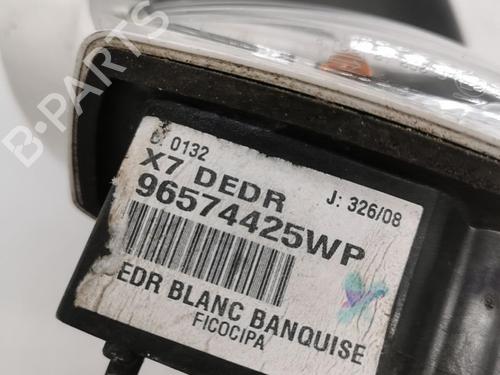 B-PARTS
0132
J: 326/08
X7 DEDR
96574425WP
EDR BLANC BANQUISE
FICOCIPA